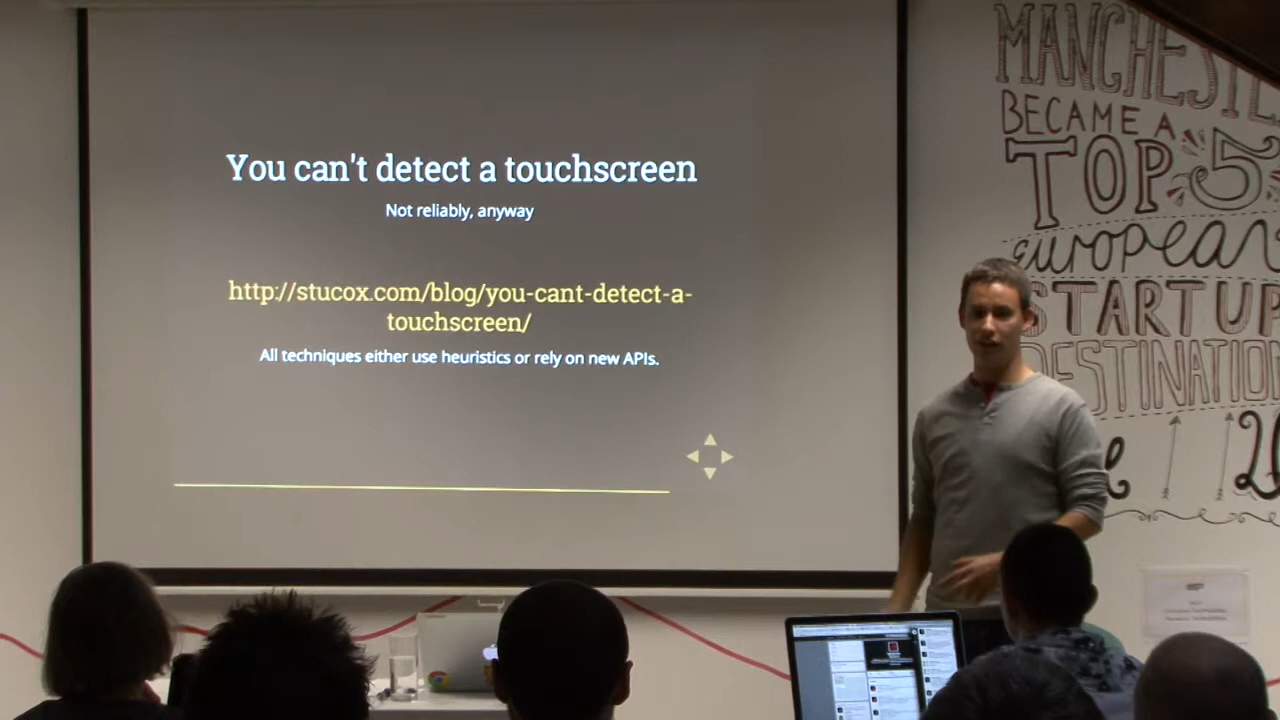 You can't detect a touchscreen
Not reliably, anyway
http://stucox.com/blog/you-cant-detect-a-
touchscreen/
All techniques either use heuristics or rely on new APIs.
MANCHESTE
BECAME A
TOP 5
European
STARTUP
DESTINATION